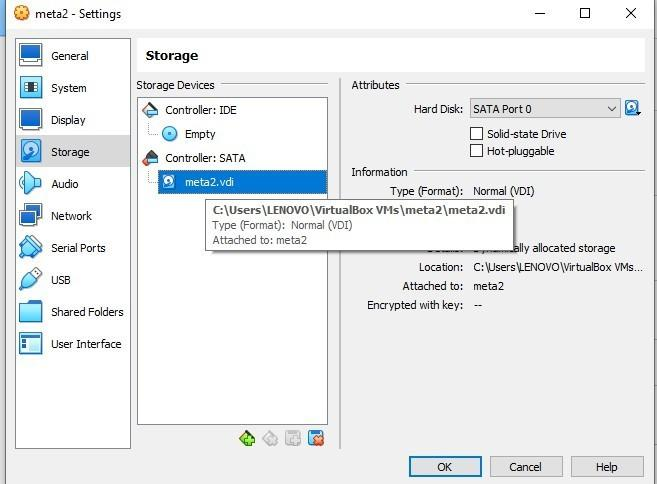 meta2 - Settings
General
System
Display
Storage
Audio
Network
Serial Ports
USB
Shared Folders
User Interface
Storage
Storage Devices
Controller: IDE
Empty
Controller: SATA
meta2.vdi
C:\Users\LENOVO\VirtualBox VMs\meta2\meta2.vdi
Type (Format): Normal (VDI)
Attached to: meta2
Attributes
Hard Disk: SATA Port 0
Solid-state Drive
Hot-pluggable
Information
Type (Format): Normal (VDI)
Dynamically allocated storage
Location: C:\Users\LENOVO\VirtualBox VMs...
Attached to: meta2
Encrypted with key: --
OK
Cancel
Help